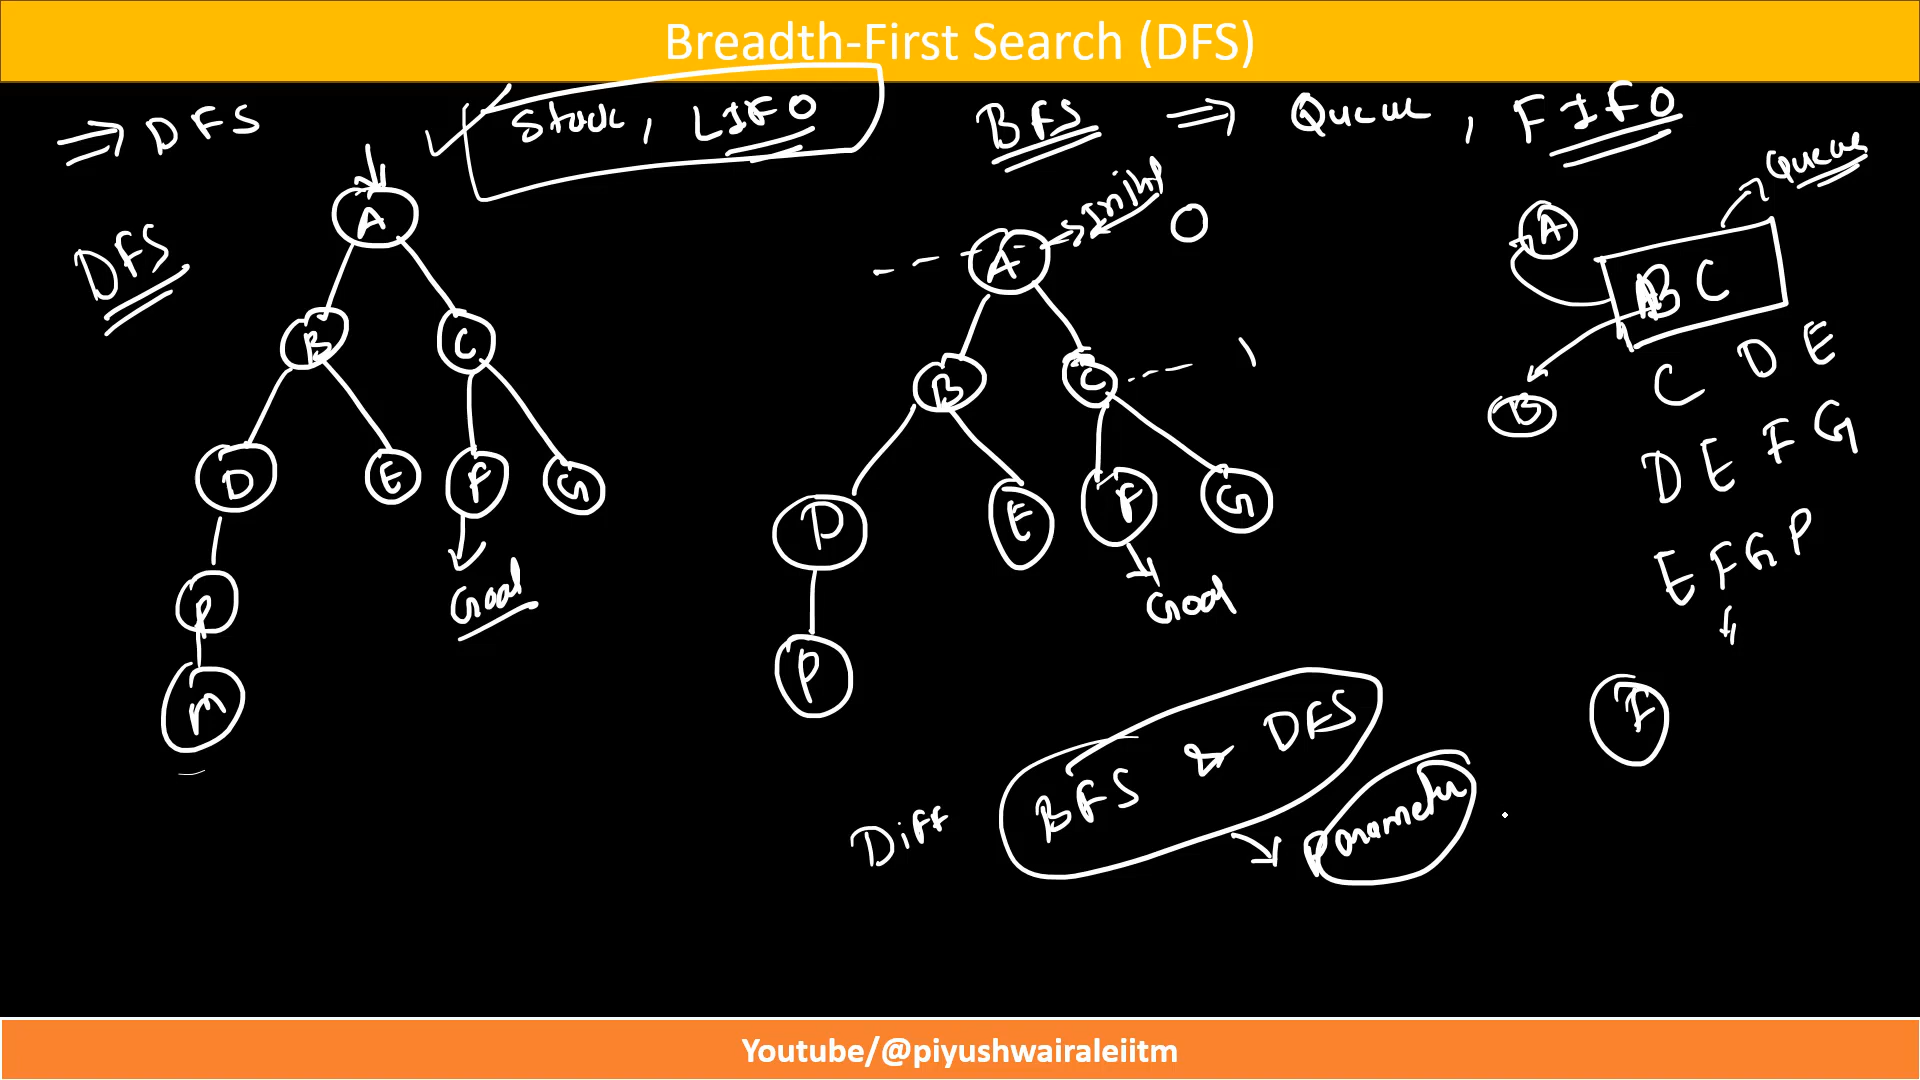 Breadth-First Search (DFS)
⇒ DFS ✓ Stack, LIFO
BFS ⇒ Queue, FIFO
Queue
DFS
A
B C
D E F G
Goal
P
M
A → Initial 0
B C 1
D E F G
Goal
P
A
B C
B
C D E
D E F G
E F G P
F
Diff BFS & DFS
→ Parameter
Youtube/@piyushwairaleiitm